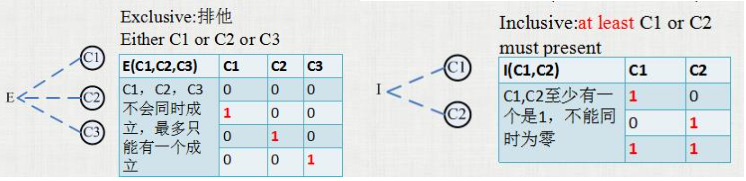 Exclusive:排他
Either C1 or C2 or C3
E
C1
C2
C3
E(C1,C2,C3) C1 C2 C3
C1，C2，C3
不会同时成
立，最多只
能有一个成
立
0 0 0
1 0 0
0 1 0
0 0 1
Inclusive:at least C1 or C2
must present
I
C1
C2
I(C1,C2) C1 C2
C1,C2至少有一
个是1，不能同
时为零
1 0
0 1
1 1